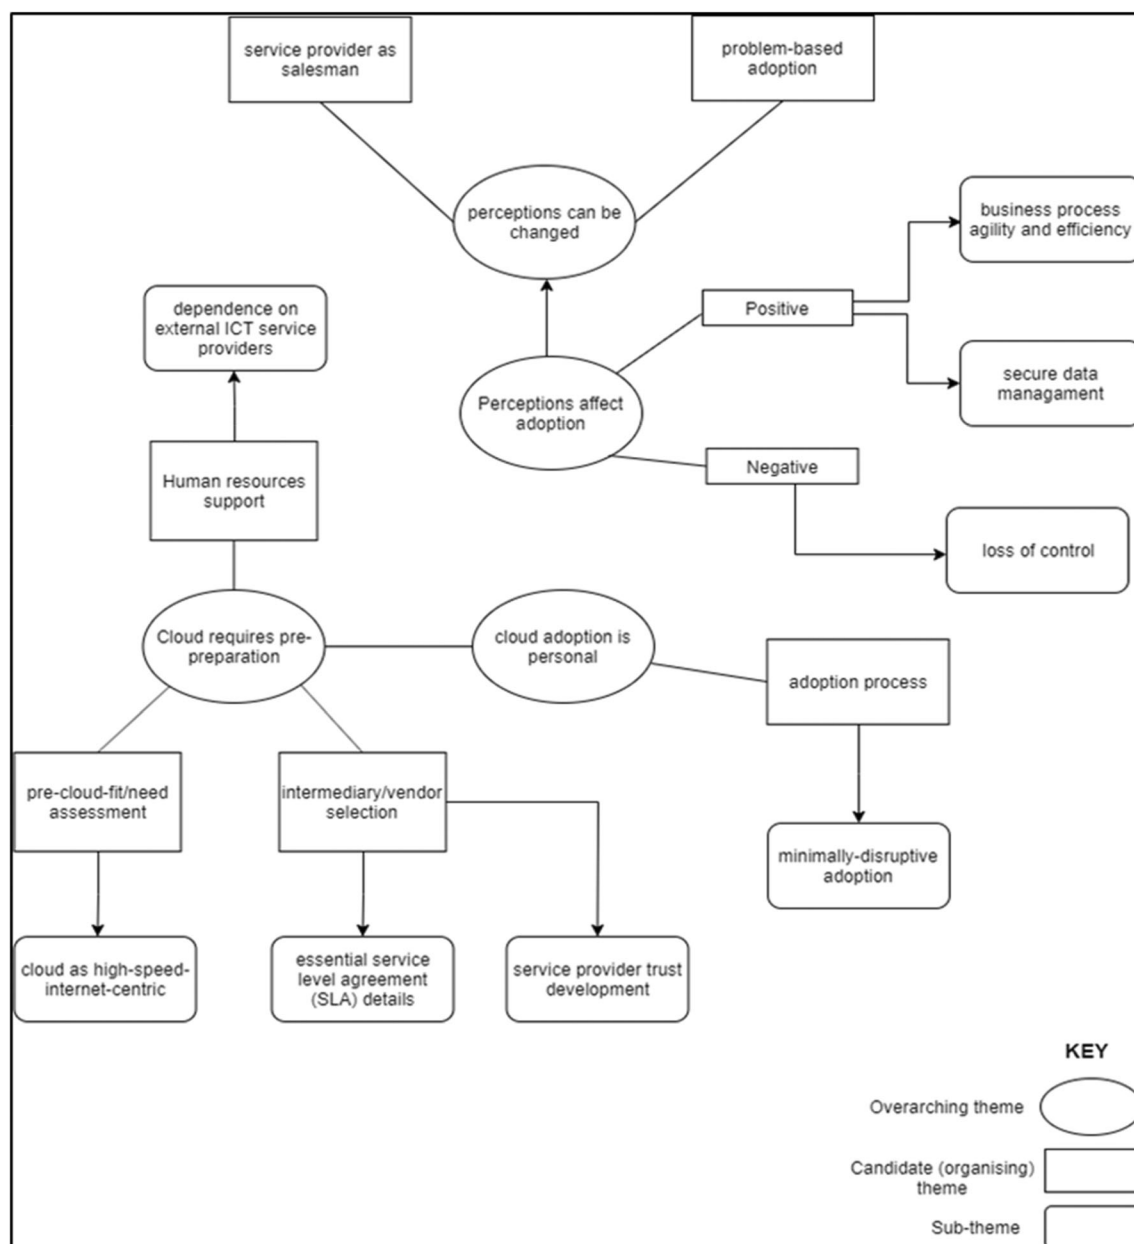 service provider as
salesman
problem-based
adoption
perceptions can be
changed
business process
agility and efficiency
dependence on
external ICT service
providers
Positive
secure data
managament
Perceptions affect
adoption
Negative
Human resources
support
loss of control
Cloud requires pre-
preparation
cloud adoption is
personal
adoption process
pre-cloud-fit/need
assessment
intermediary/vendor
selection
minimally-disruptive
adoption
cloud as high-speed-
internet-centric
essential service
level agreement
(SLA) details
service provider trust
development
KEY
Overarching theme
Candidate (organising)
theme
Sub-theme